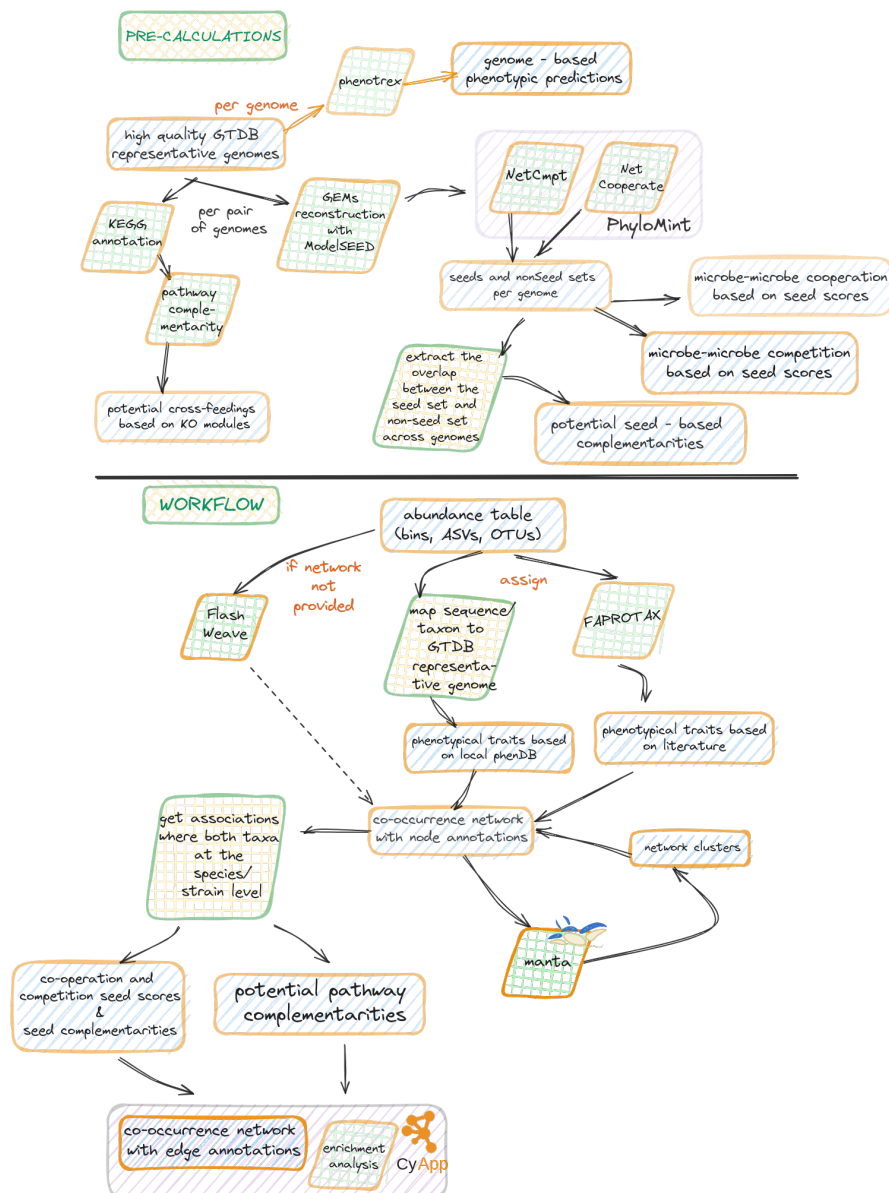 PRE-CALCULATIONS
phenotrex
genome - based
phenotypic predictions
per genome
high quality GTDB
representative genomes
KEGG
annotation
per pair
of genomes
GEMs
reconstruction
with
ModelSEED
NetCmpt
Net
Cooperate
PhyloMint
pathway
comple-
mentarity
seeds and nonSeed sets
per genome
microbe-microbe cooperation
based on seed scores
microbe-microbe competition
based on seed scores
extract the
overlap
between the
seed set and
non-seed set
across genomes
potential cross-feedings
based on KO modules
potential seed - based
complementarities
WORKFLOW
abundance table
(bins, ASVs, OTUs)
if network
not
provided
assign
Flash
Weave
map sequence/
taxon to
GTDB
representa-
tive genome
FAPROTAX
phenotypical traits based
on local phenDB
phenotypical traits based
on literature
get associations
where both taxa
at the
species/
strain level
co-occurrence network
with node annotations
network clusters
manta
co-operation and
competition seed scores
&
seed complementarities
potential pathway
complementarities
co-occurrence network
with edge annotations
enrichment
analysis
CyApp